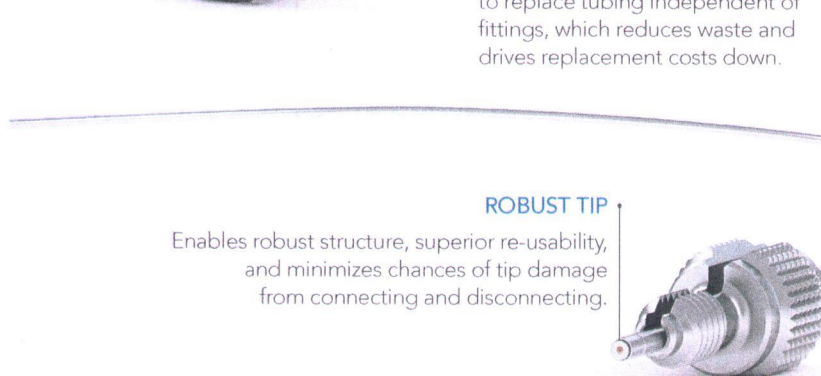 to replace tubing independent of
fittings, which reduces waste and
drives replacement costs down.
ROBUST TIP
Enables robust structure, superior re-usability,
and minimizes chances of tip damage
from connecting and disconnecting.